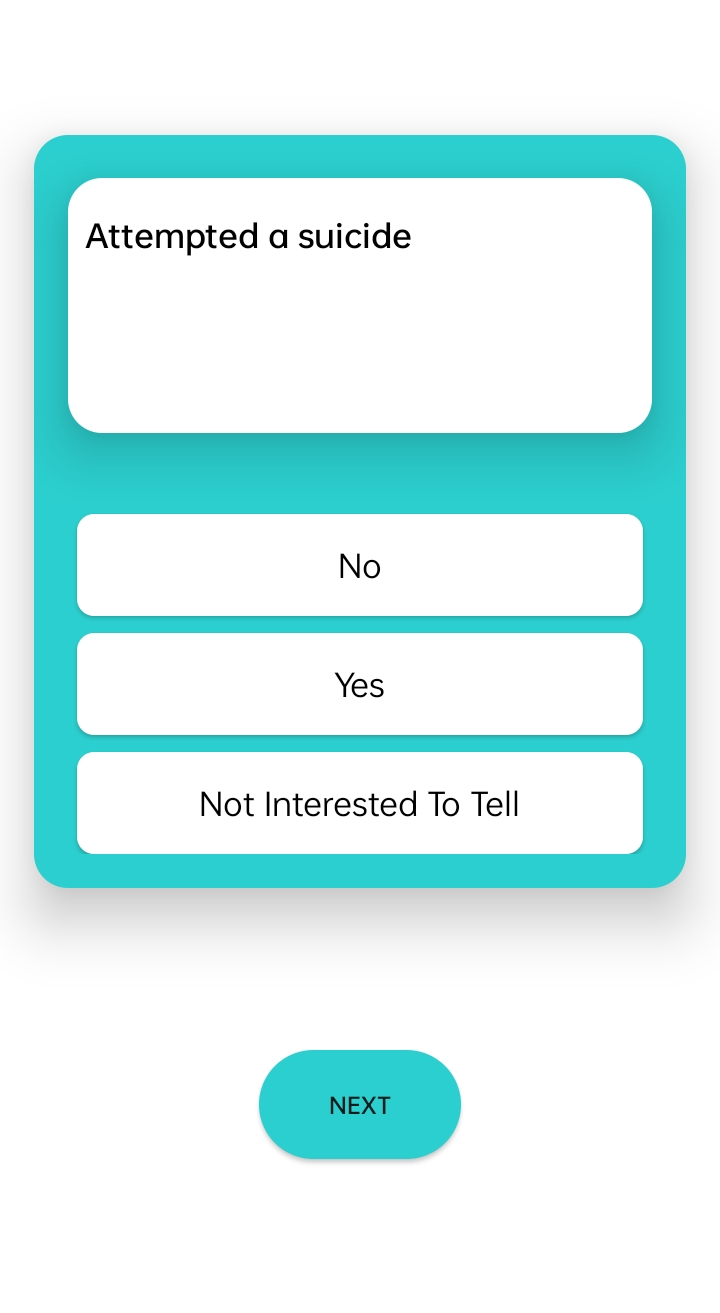 Attempted a suicide
No
Yes
Not Interested To Tell
NEXT